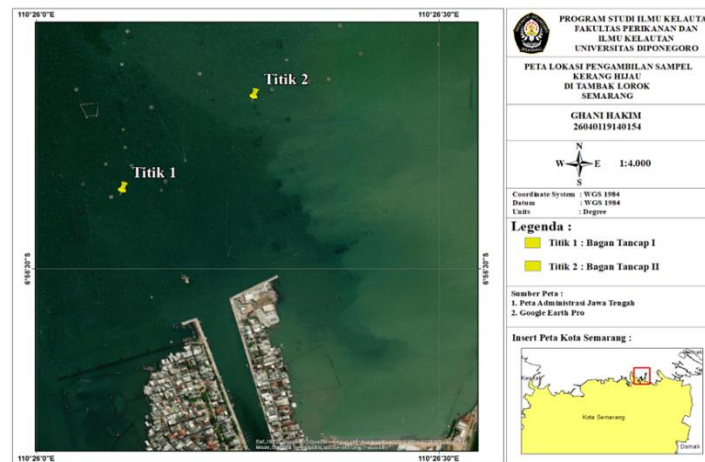 110°26'0"E
110°26'30"E
6°56'30"S
6°56'30"S
Titik 2
Titik 1
PROGRAM STUDI ILMU KELAUTA
FAKULTAS PERIKANAN DAN
ILMU KELAUTAN
UNIVERSITAS DIPONEGORO
PETA LOKASI PENGAMBILAN SAMPEL
KERANG HIJAU
DI TAMBAK LOROK
SEMARANG
GHANI HAKIM
26040119140154
N
W E 1:4.000
S
Coordinate System : WGS 1984
Datum : WGS 1984
Units : Degree
Legenda :
Titik 1 : Bagan Tancap I
Titik 2 : Bagan Tancap II
Sumber Peta :
1. Peta Administrasi Jawa Tengah
2. Google Earth Pro
Insert Peta Kota Semarang :
Kota Semarang
Demak
110°26'0"E
110°26'30"E